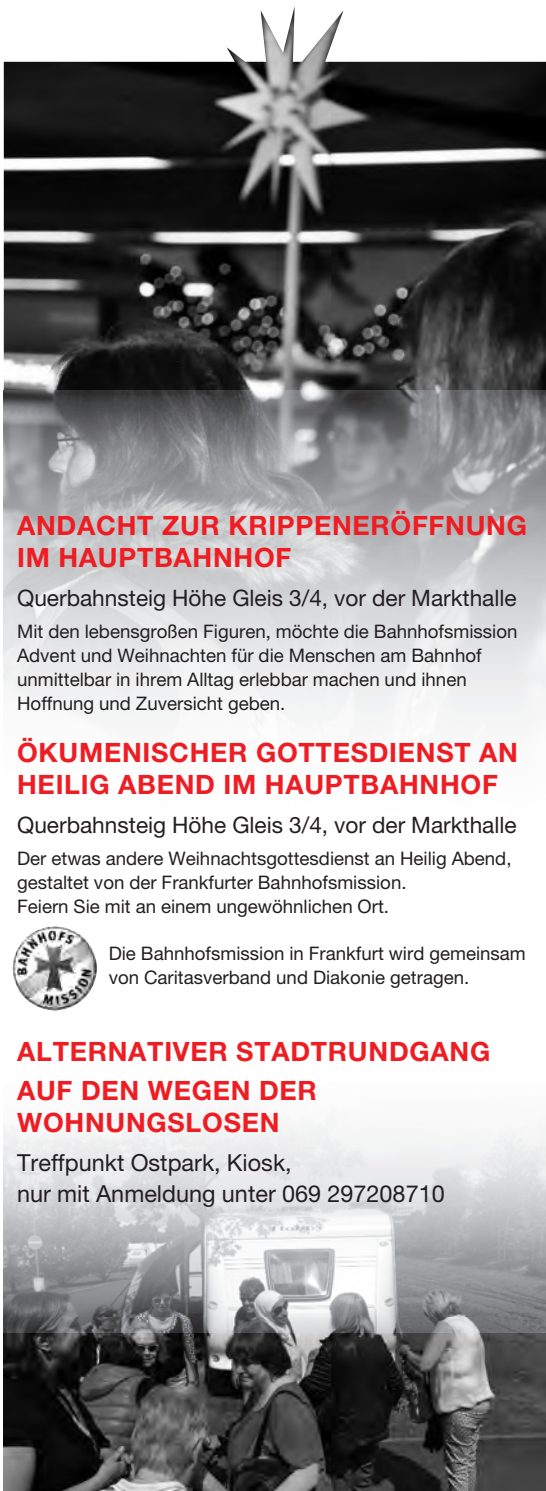 ANDACHT ZUR KRIPPENERÖFFNUNG
IM HAUPTBAHNHOF
Querbahnsteig Höhe Gleis 3/4, vor der Markthalle
Mit den lebensgroßen Figuren, möchte die Bahnhofsmission
Advent und Weihnachten für die Menschen am Bahnhof
unmittelbar in ihrem Alltag erlebbar machen und ihnen
Hoffnung und Zuversicht geben.
ÖKUMENISCHER GOTTESDIENST AN
HEILIG ABEND IM HAUPTBAHNHOF
Querbahnsteig Höhe Gleis 3/4, vor der Markthalle
Der etwas andere Weihnachtsgottesdienst an Heilig Abend,
gestaltet von der Frankfurter Bahnhofsmission.
Feiern Sie mit an einem ungewöhnlichen Ort.
BAHNHOFS
MISSION
Die Bahnhofsmission in Frankfurt wird gemeinsam
von Caritasverband und Diakonie getragen.
ALTERNATIVER STADTRUNDGANG
AUF DEN WEGEN DER
WOHNUNGSLOSEN
Treffpunkt Ostpark, Kiosk,
nur mit Anmeldung unter 069 297208710